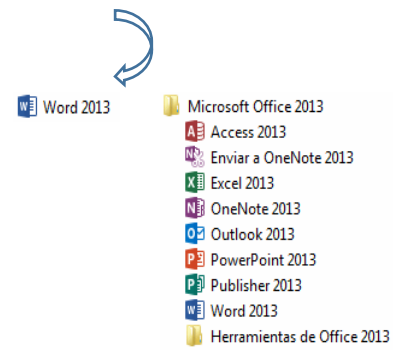 Word 2013
Microsoft Office 2013
Access 2013
Enviar a OneNote 2013
Excel 2013
OneNote 2013
Outlook 2013
PowerPoint 2013
Publisher 2013
Word 2013
Herramientas de Office 2013